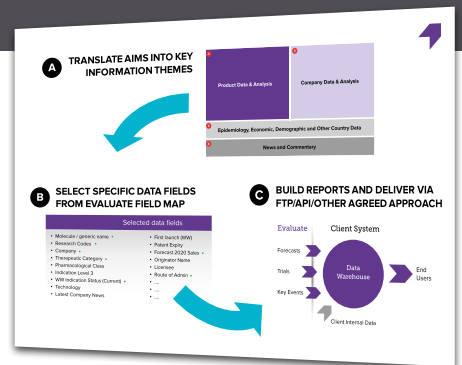 A
TRANSLATE AIMS INTO KEY
INFORMATION THEMES
Product Data & Analysis
Company Data & Analysis
Epidemiology, Economic, Demographic and Other Country Data
News and Commentary
B
SELECT SPECIFIC DATA FIELDS
FROM EVALUATE FIELD MAP
Selected data fields
• Molecule / generic name +
• Research Codes +
• Company +
• Therapeutic Category +
• Pharmacological Class
• Indication Level 3
• WW Indication Status (Current) +
• Technology
• Latest Company News
• First launch (WW)
• Patent Expiry
• Forecast 2020 Sales +
• Originator Name
• Licensee
• Route of Admin +
• ...
• ...
• ...
C
BUILD REPORTS AND DELIVER VIA
FTP/API/OTHER AGREED APPROACH
Evaluate
Client System
Forecasts
Trials
Key Events
Data
Warehouse
End
Users
Client Internal Data